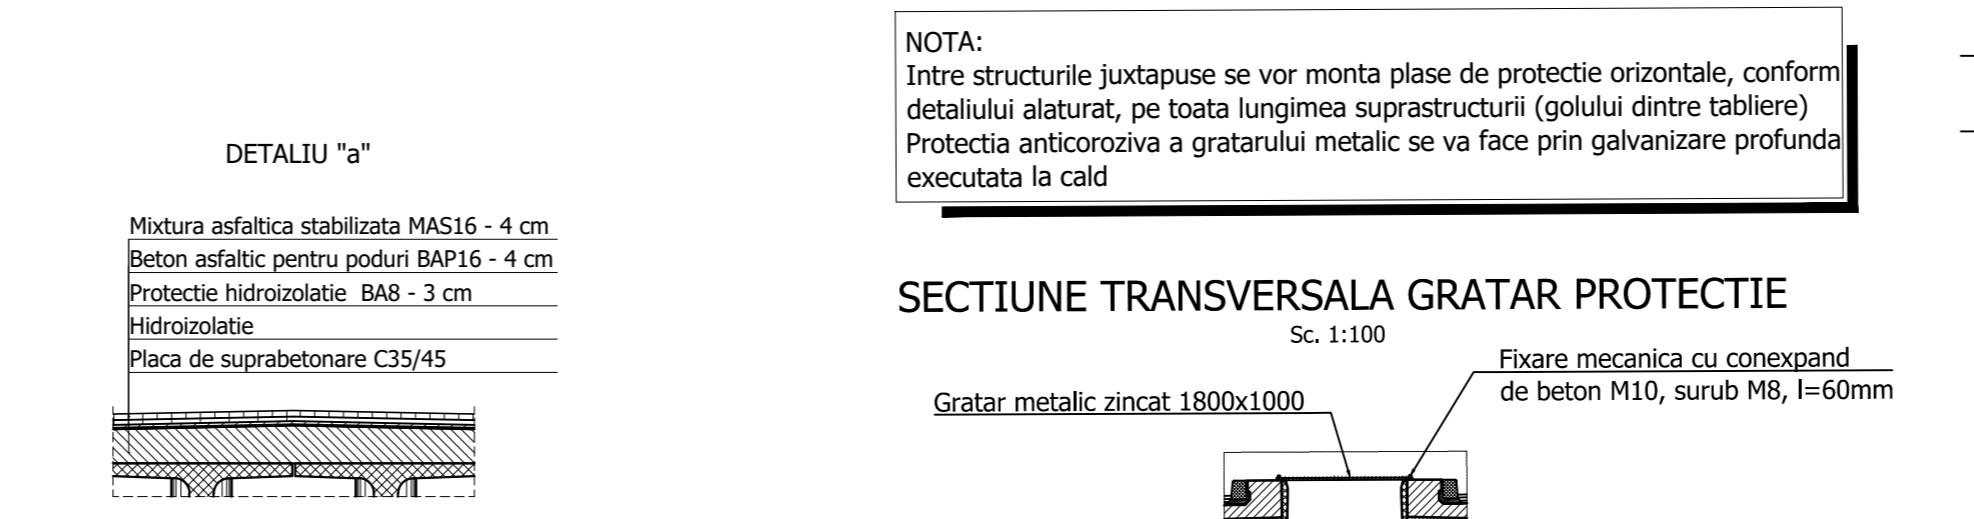 DETALIU "a"
Mixtura asfaltica stabilizata MAS16 - 4 cm
Beton asfaltic pentru poduri BAP16 - 4 cm
Protectie hidroizolatie  BA8 - 3 cm
Hidroizolatie
Placa de suprabetonare C35/45
NOTA:
Intre structurile juxtapuse se vor monta plase de protectie orizontale, conform
detaliului alaturat, pe toata lungimea suprastructurii (golului dintre tabliere)
Protectia anticoroziva a gratarului metalic se va face prin galvanizare profunda
executata la cald
SECTIUNE TRANSVERSALA GRATAR PROTECTIE
Sc. 1:100
Fixare mecanica cu conexpand
de beton M10, surub M8, l=60mm
Gratar metalic zincat 1800x1000